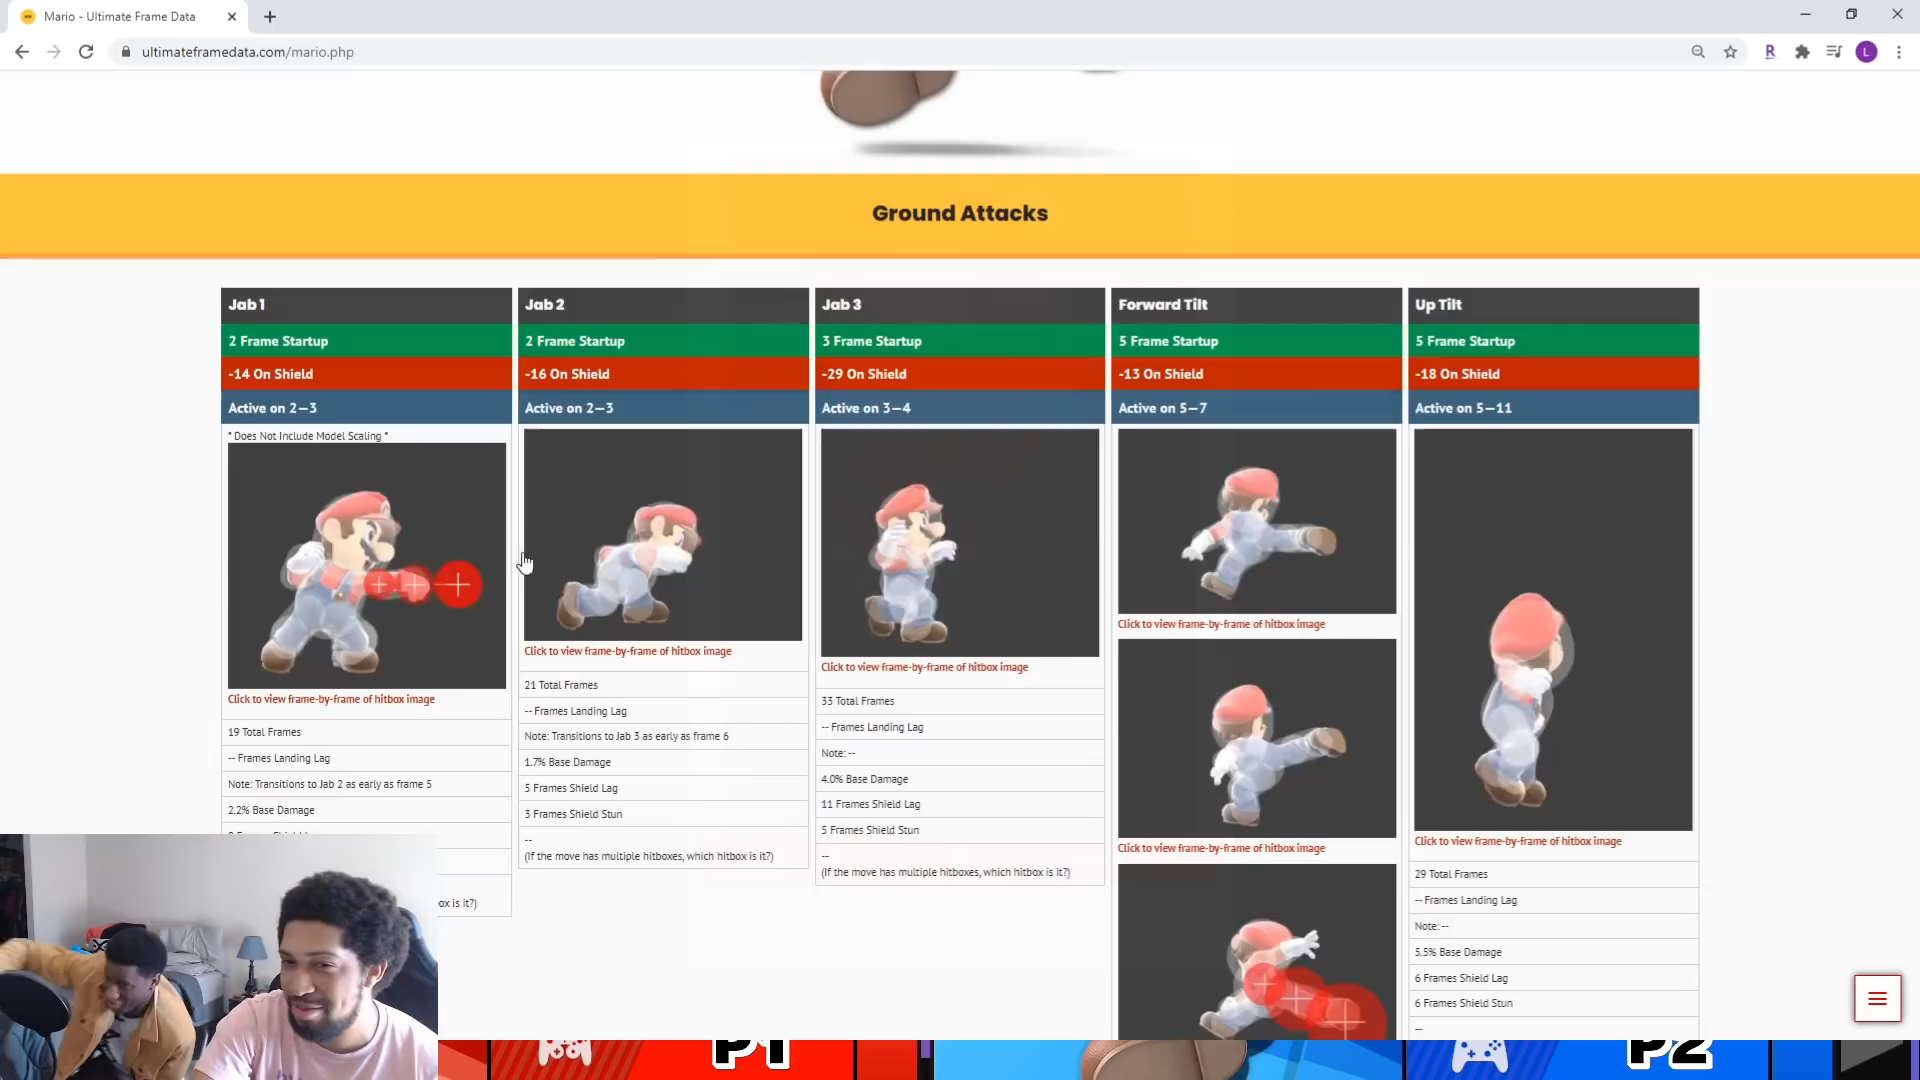 Mario - Ultimate Frame Data
ultimateframedata.com/mario.php
R
L
Ground Attacks
Jab 1
2 Frame Startup
-14 On Shield
Active on 2—3
* Does Not Include Model Scaling *
Click to view frame-by-frame of hitbox image
19 Total Frames
-- Frames Landing Lag
Note: Transitions to Jab 2 as early as frame 5
2.2% Base Damage
ox is it?)
Jab 2
2 Frame Startup
-16 On Shield
Active on 2—3
Click to view frame-by-frame of hitbox image
21 Total Frames
-- Frames Landing Lag
Note: Transitions to Jab 3 as early as frame 6
1.7% Base Damage
5 Frames Shield Lag
3 Frames Shield Stun
--
(If the move has multiple hitboxes, which hitbox is it?)
Jab 3
3 Frame Startup
-29 On Shield
Active on 3—4
Click to view frame-by-frame of hitbox image
33 Total Frames
-- Frames Landing Lag
Note: --
4.0% Base Damage
11 Frames Shield Lag
5 Frames Shield Stun
--
(If the move has multiple hitboxes, which hitbox is it?)
Forward Tilt
5 Frame Startup
-13 On Shield
Active on 5—7
Click to view frame-by-frame of hitbox image
Click to view frame-by-frame of hitbox image
Up Tilt
5 Frame Startup
-18 On Shield
Active on 5—11
Click to view frame-by-frame of hitbox image
29 Total Frames
-- Frames Landing Lag
Note: --
5.5% Base Damage
6 Frames Shield Lag
6 Frames Shield Stun
--
P1
P2